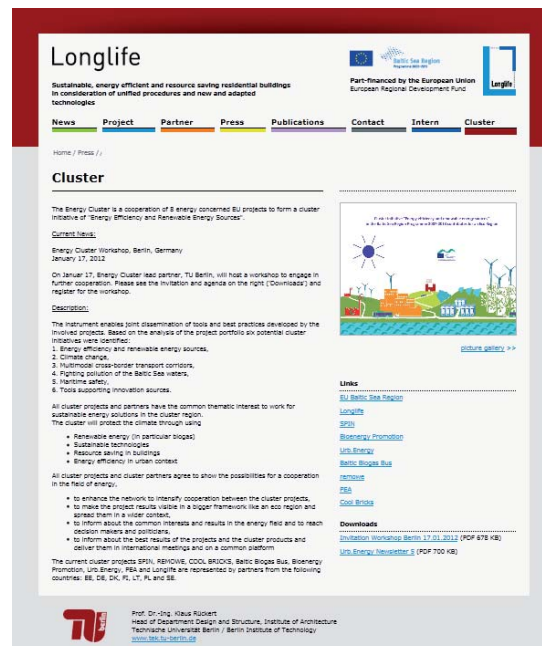 Longlife
Baltic Sea Region
Sustainable, energy efficient and resource saving residential buildings
in consideration of unified procedures and new and adapted
technologies
Part-financed by the European Union
European Regional Development Fund
Longlife
News Project Partner Press Publications Contact Intern Cluster
Home / Press /
Cluster
The Energy Cluster is a cooperation of 8 energy concerned EU projects to form a cluster
initiative of "Energy Efficiency and Renewable Energy Sources".
Current News:
Energy Cluster Workshop, Berlin, Germany
January 17, 2012
On Januar 17, Energy Cluster lead partner, TU Berlin, will host a workshop to engage in
further cooperation. Please see the invitation and agenda on the right ('Downloads') and
register for the workshop.
Description:
The instrument enables joint dissemination of tools and best practices developed by the
involved projects. Based on the analysis of the project portfolio six potential cluster
initiatives were identified:
1. Energy efficiency and renewable energy sources,
2. Climate change,
3. Multimodal cross-border transport corridors,
4. Fighting pollution of the Baltic Sea waters,
5. Maritime safety,
6. Tools supporting innovation sources.
All cluster projects and partners have the common thematic interest to work for
sustainable energy solutions in the cluster region.
The cluster will protect the climate through using
• Renewable energy (in particular biogas)
• Sustainable technologies
• Resource saving in buildings
• Energy efficiency in urban context
All cluster projects and cluster partners agree to show the possibilities for a cooperation
in the field of energy,
• to enhance the network to intensify cooperation between the cluster projects,
• to make the project results visible in a bigger framework like an eco region and
spread them in a wider context,
• to inform about the common interests and results in the energy field and to reach
decision makers and politicians,
• to inform about the best results of the projects and the cluster products and
deliver them in international meetings and on a common platform
The current cluster projects SPIN, REMOWE, COOL BRICKS, Baltic Biogas Bus, Bioenergy
Promotion, Urb.Energy, PEA and Longlife are represented by partners from the following
countries: EE, DE, DK, FI, LT, PL and SE.
picture gallery >>
Links
EU Baltic Sea Region
Longlife
SPIN
Bioenergy Promotion
Urb.Energy
Baltic Biogas Bus
remowe
PEA
Cool Bricks
Downloads
Invitation Workshop Berlin 17.01.2012 (PDF 678 KB)
Urb.Energy Newsletter 5 (PDF 700 KB)
Prof. Dr.-Ing. Klaus Rückert
Head of Department Design and Structure, Institute of Architecture
Technische Universität Berlin / Berlin Institute of Technology
www.tek.tu-berlin.de